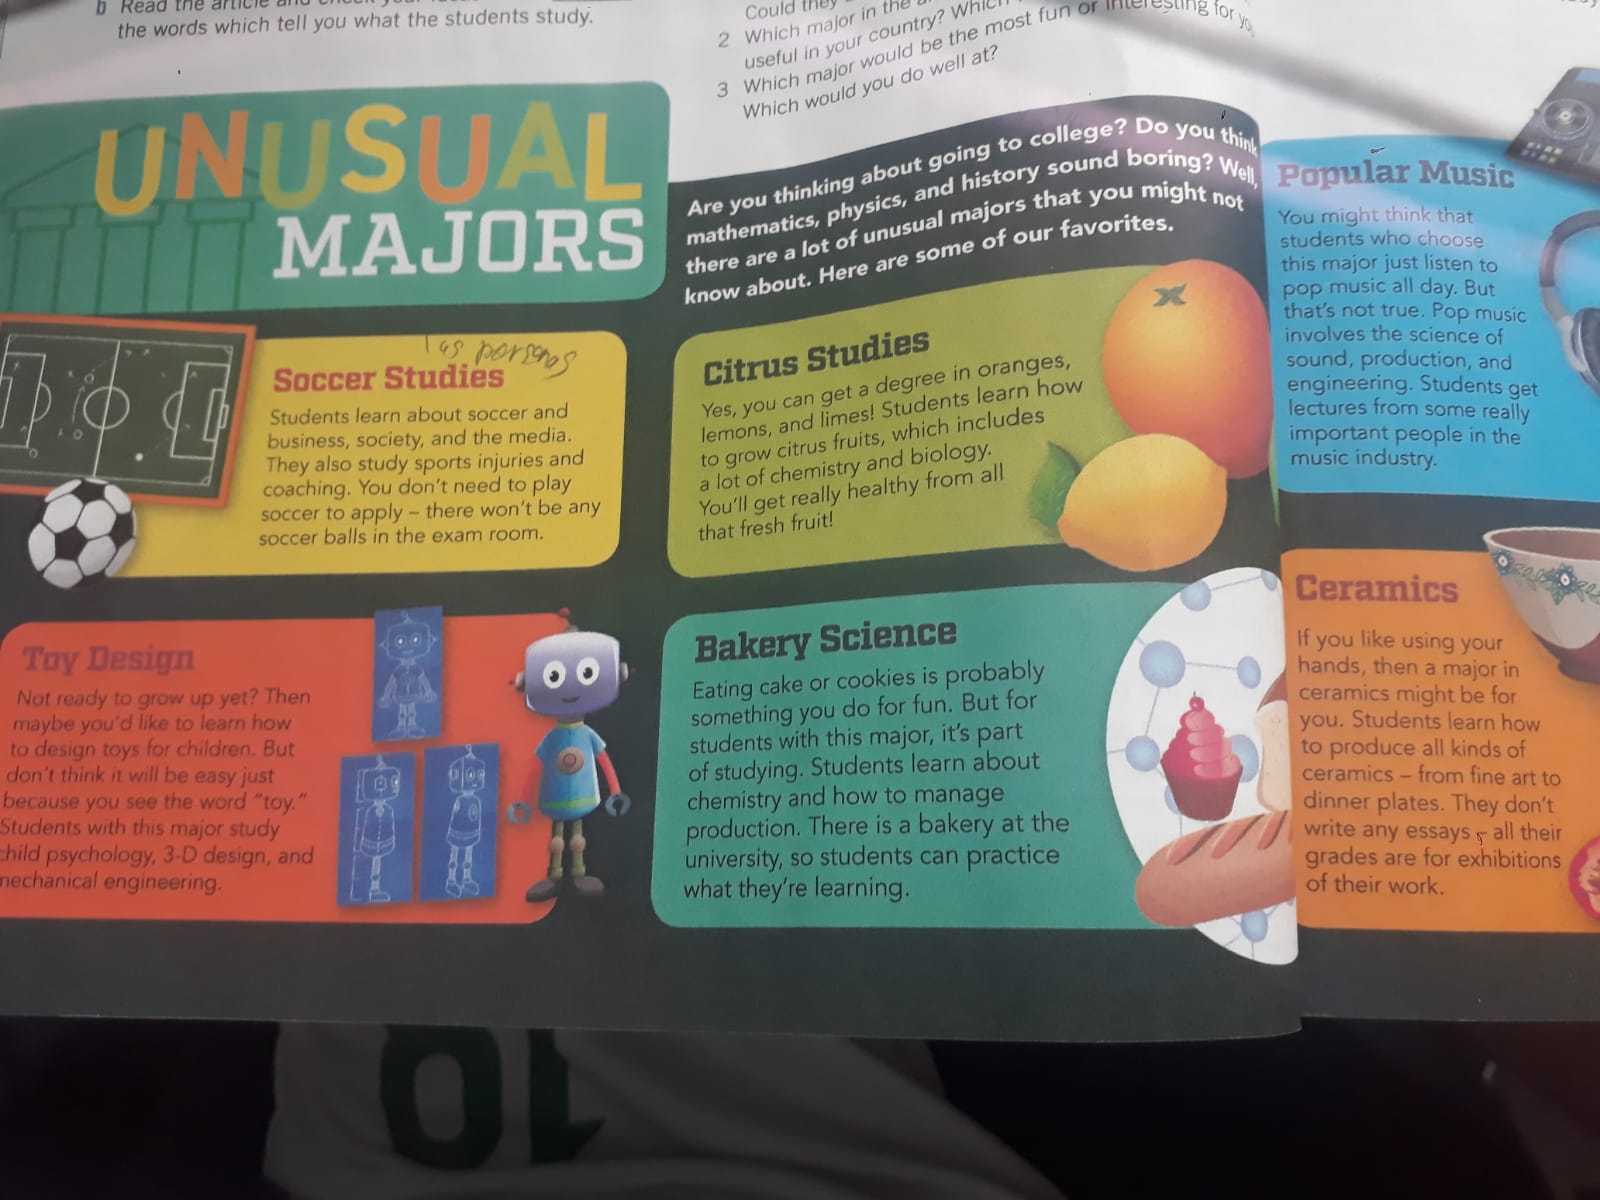 b Read the article and
the words which tell you what the students study.
Could they
2 Which major in the
useful in your country? Which
3 Which major would be the most fun or interesting for
Which would you do well at?
UNUSUAL
MAJORS
Are you thinking about going to college? Do you think
mathematics, physics, and history sound boring? Well,
there are a lot of unusual majors that you might not
know about. Here are some of our favorites.
las personas
Soccer Studies
Students learn about soccer and
business, society, and the media.
They also study sports injuries and
coaching. You don't need to play
soccer to apply – there won't be any
soccer balls in the exam room.
Citrus Studies
Yes, you can get a degree in oranges,
lemons, and limes! Students learn how
to grow citrus fruits, which includes
a lot of chemistry and biology.
You'll get really healthy from all
that fresh fruit!
Popular Music
You might think that
students who choose
this major just listen to
pop music all day. But
that's not true. Pop music
involves the science of
sound, production, and
engineering. Students get
lectures from some really
important people in the
music industry.
Toy Design
Not ready to grow up yet? Then
maybe you'd like to learn how
to design toys for children. But
don't think it will be easy just
because you see the word "toy."
Students with this major study
child psychology, 3-D design, and
mechanical engineering.
Bakery Science
Eating cake or cookies is probably
something you do for fun. But for
students with this major, it's part
of studying. Students learn about
chemistry and how to manage
production. There is a bakery at the
university, so students can practice
what they're learning.
Ceramics
If you like using your
hands, then a major in
ceramics might be for
you. Students learn how
to produce all kinds of
ceramics – from fine art to
dinner plates. They don't
write any essays – all their
grades are for exhibitions
of their work.